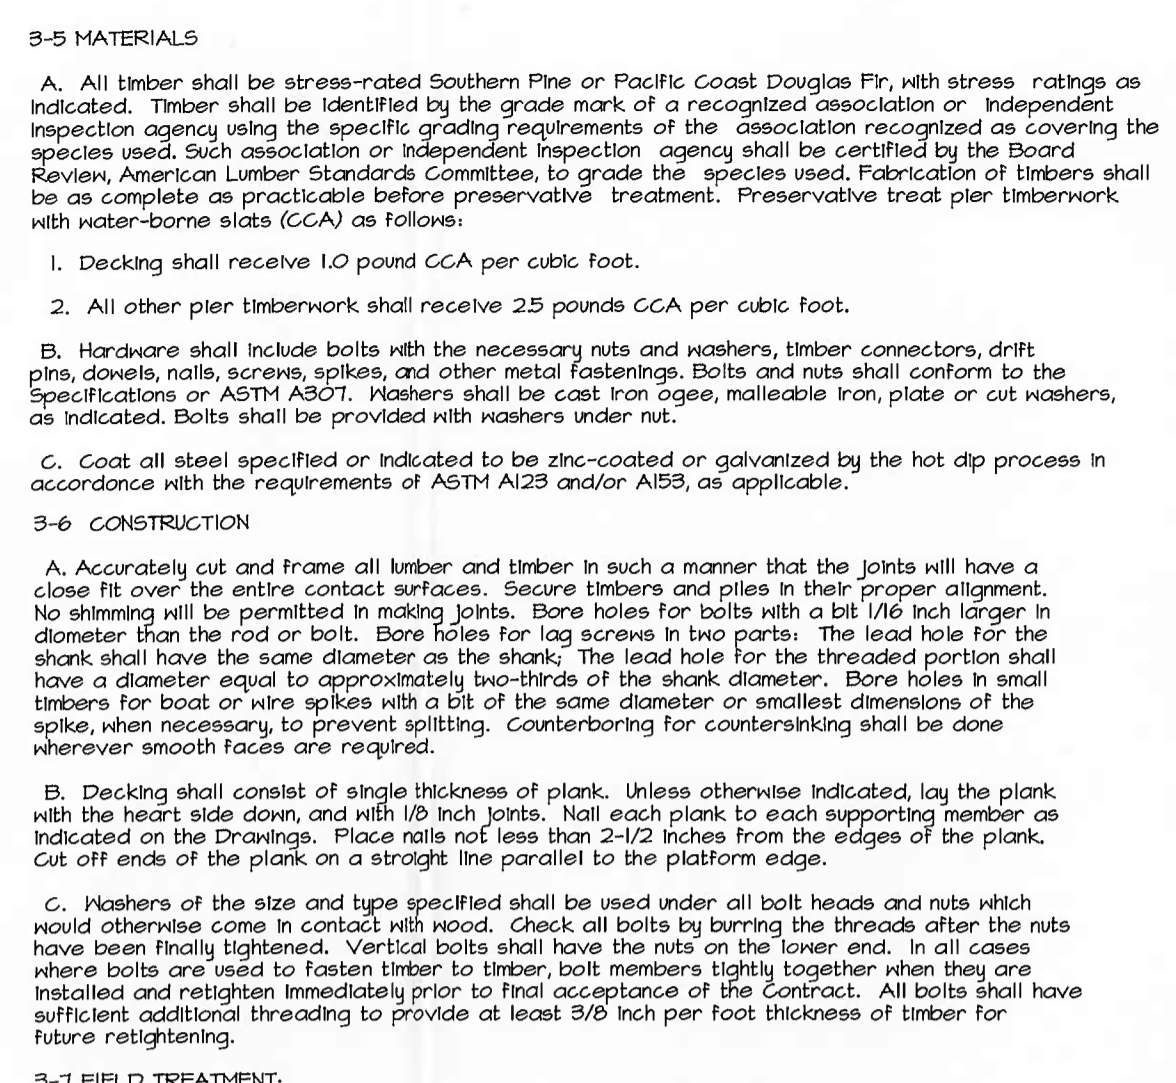 3-5 MATERIALS
A. All timber shall be stress-rated Southern Pine or Pacific Coast Douglas Fir, with stress ratings as
indicated. Timber shall be identified by the grade mark of a recognized association or independent
inspection agency using the specific grading requirements of the association recognized as covering the
species used. Such association or independent inspection agency shall be certified by the Board
Review, American Lumber Standards Committee, to grade the species used. Fabrication of timbers shall
be as complete as practicable before preservative treatment. Preservative treat pier timberwork
with water-borne slats (CCA) as follows:
1. Decking shall receive 1.0 pound CCA per cubic foot.
2. All other pier timberwork shall receive 2.5 pounds CCA per cubic foot.
B. Hardware shall include bolts with the necessary nuts and washers, timber connectors, drift
pins, dowels, nails, screws, spikes, and other metal fastenings. Bolts and nuts shall conform to the
Specifications or ASTM A307. Washers shall be cast iron ogee, malleable iron, plate or cut washers,
as indicated. Bolts shall be provided with washers under nut.
C. Coat all steel specified or indicated to be zinc-coated or galvanized by the hot dip process in
accordonce with the requirements of ASTM A123 and/or A153, as applicable.
3-6 CONSTRUCTION
A. Accurately cut and frame all lumber and timber in such a manner that the joints will have a
close fit over the entire contact surfaces. Secure timbers and piles in their proper alignment.
No shimming will be permitted in making joints. Bore holes for bolts with a bit 1/16 inch larger in
diometer than the rod or bolt. Bore holes for lag screws in two parts: The lead hole for the
shank shall have the same diameter as the shank; The lead hole for the threaded portion shall
have a diameter equal to approximately two-thirds of the shank diameter. Bore holes in small
timbers for boat or wire spikes with a bit of the same diameter or smallest dimensions of the
spike, when necessary, to prevent splitting. Counterboring for countersinking shall be done
wherever smooth faces are required.
B. Decking shall consist of single thickness of plank. Unless otherwise indicated, lay the plank
with the heart side down, and with 1/8 inch joints. Nail each plank to each supporting member as
indicated on the Drawings. Place nails not less than 2-1/2 inches from the edges of the plank.
Cut off ends of the plank on a stroight line parallel to the platform edge.
C. Washers of the size and type specified shall be used under all bolt heads and nuts which
would otherwise come in contact with wood. Check all bolts by burring the threads after the nuts
have been finally tightened. Vertical bolts shall have the nuts on the lower end. In all cases
where bolts are used to fasten timber to timber, bolt members tightly together when they are
installed and retighten immediately prior to final acceptance of the Contract. All bolts shall have
sufficient additional threading to provide at least 3/8 inch per foot thickness of timber for
future retightening.
3-7 FIELD TREATMENT: